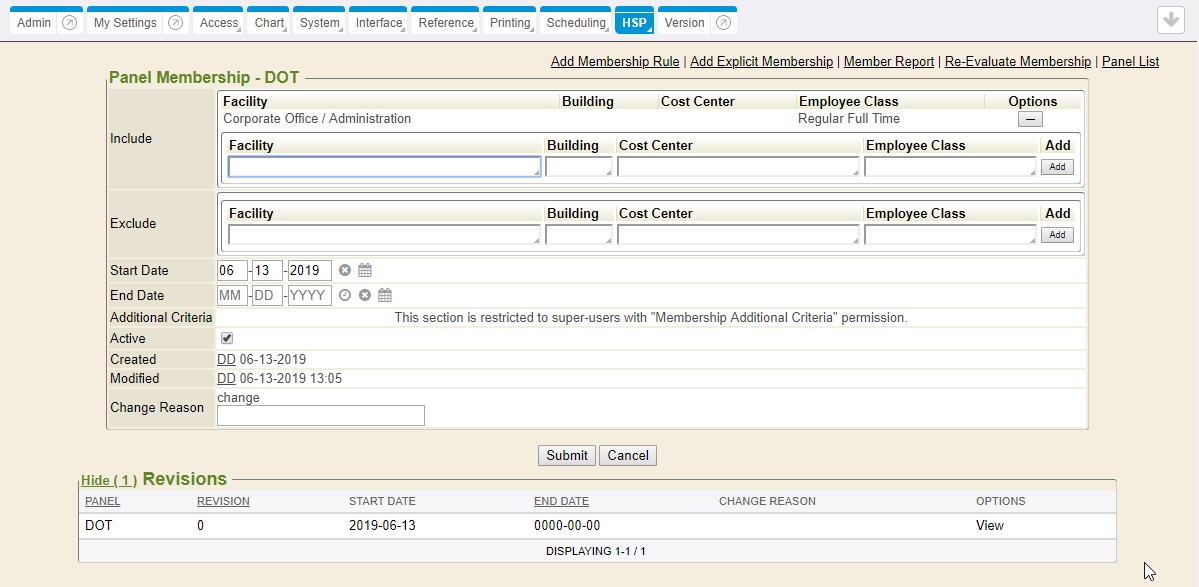 Admin My Settings Access Chart System Interface Reference Printing Scheduling HSP Version
Add Membership Rule | Add Explicit Membership | Member Report | Re-Evaluate Membership | Panel List
Panel Membership - DOT
Include
Facility Building Cost Center Employee Class Options
Corporate Office / Administration Regular Full Time
Facility Building Cost Center Employee Class Add
Add
Exclude
Facility Building Cost Center Employee Class Add
Add
Start Date 06 - 13 - 2019
End Date MM - DD - YYYY
Additional Criteria This section is restricted to super-users with "Membership Additional Criteria" permission.
Active
Created DD 06-13-2019
Modified DD 06-13-2019 13:05
Change Reason change
Submit Cancel
Hide ( 1 ) Revisions
PANEL REVISION START DATE END DATE CHANGE REASON OPTIONS
DOT 0 2019-06-13 0000-00-00 View
DISPLAYING 1-1 / 1